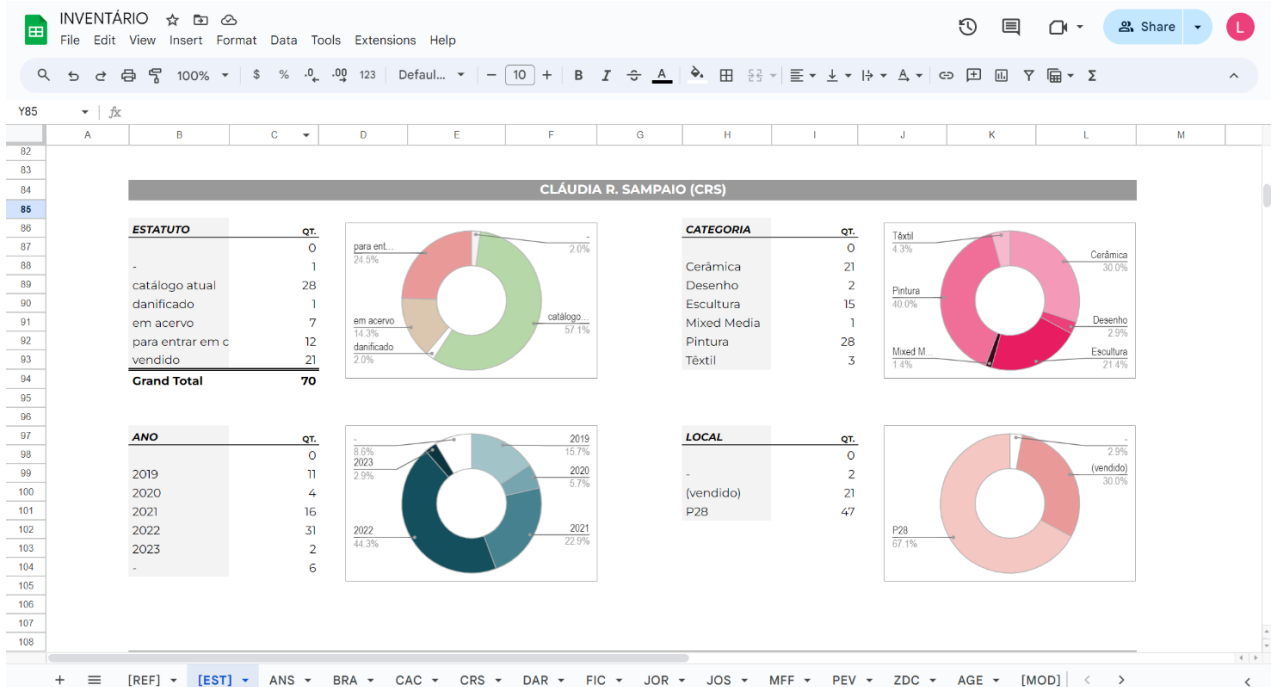 INVENTÁRIO
File Edit View Insert Format Data Tools Extensions Help
Share
L
100% $ % .0 .00 123 Defaul... 10 B I A Σ
Y85 fx
A B C D E F G H I J K L M
82
83
84 CLÁUDIA R. SAMPAIO (CRS)
85
86 ESTATUTO QT. CATEGORIA QT.
87 0 0
88 - 1 Cerâmica 21
89 catálogo atual 28 Desenho 2
90 danificado 1 Escultura 15
91 em acervo 7 Mixed Media 1
92 para entrar em c 12 Pintura 28
93 vendido 21 Têxtil 3
94 Grand Total 70
para ent...
24.5%
em acervo
14.3%
danificado
2.0%
-
2.0%
catálogo...
57.1%
Têxtil
4.3%
Pintura
40.0%
Mixed M...
1.4%
Cerâmica
30.0%
Desenho
2.9%
Escultura
21.4%
95
96
97 ANO QT. LOCAL QT.
98 0 0
99 2019 11 - 2
100 2020 4 (vendido) 21
101 2021 16 P28 47
102 2022 31
103 2023 2
104 - 6
-
8.6%
2023
2.9%
2022
44.3%
2019
15.7%
2020
5.7%
2021
22.9%
-
2.9%
(vendido)
30.0%
P28
67.1%
105
106
107
108
[REF] [EST] ANS BRA CAC CRS DAR FIC JOR JOS MFF PEV ZDC AGE [MOD]